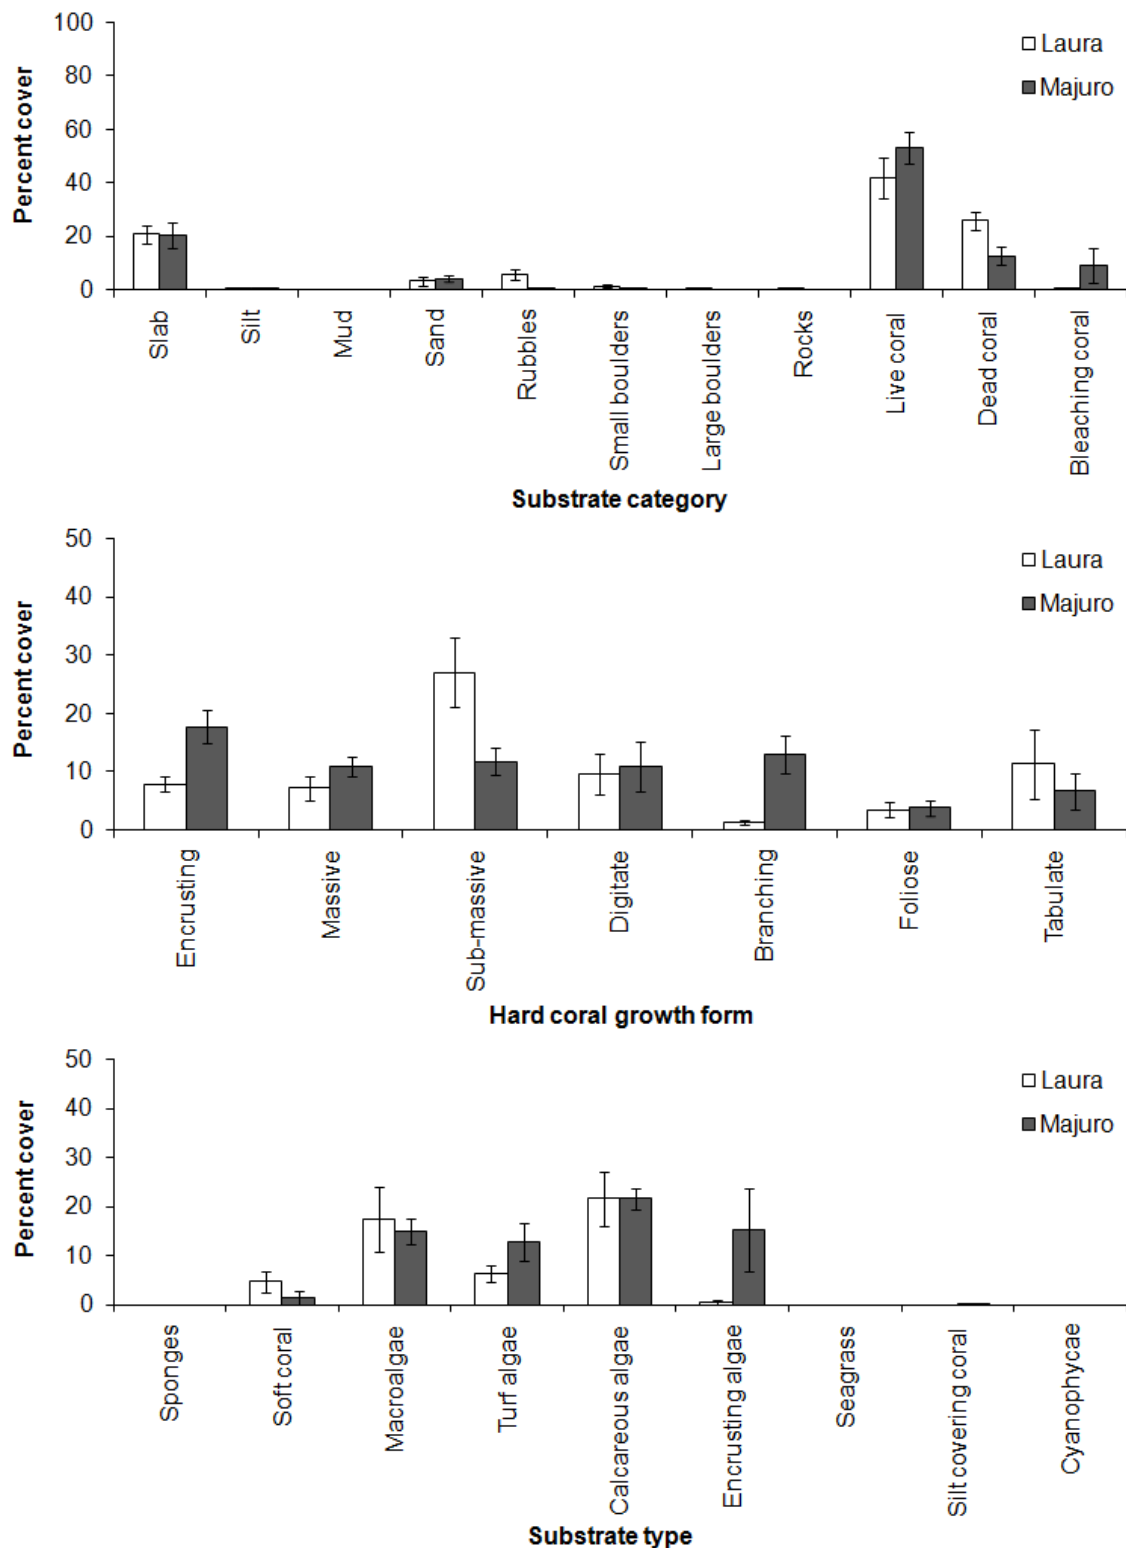 Percent cover
100
80
60
40
20
0
Laura
Majuro
Slab
Silt
Mud
Sand
Rubbles
Small boulders
Large boulders
Rocks
Live coral
Dead coral
Bleaching coral
Substrate category
Percent cover
50
40
30
20
10
0
Laura
Majuro
Encrusting
Massive
Sub-massive
Digitate
Branching
Foliose
Tabulate
Hard coral growth form
Percent cover
50
40
30
20
10
0
Laura
Majuro
Sponges
Soft coral
Macroalgae
Turf algae
Calcareous algae
Encrusting algae
Seagrass
Silt covering coral
Cyanophycae
Substrate type